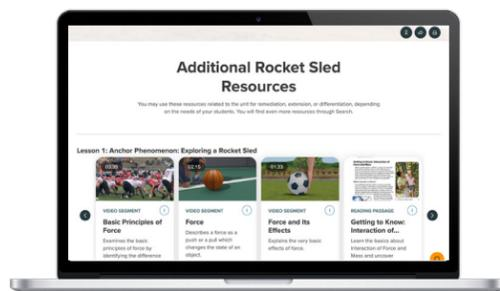 Additional Rocket Sled
Resources
You may use these resources related to the unit for remediation, extension, or differentiation, depending
on the needs of your students. You will find even more resources through Search.
Lesson 1: Anchor Phenomenon: Exploring a Rocket Sled
02:15
01:33
VIDEO SEGMENT
VIDEO SEGMENT
VIDEO SEGMENT
READING PASSAGE
Basic Principles of
Force
Force
Force and Its
Effects
Getting to Know:
Interaction of...
Examines the basic
principles of force by
identifying the difference
Describes a force as a
push or a pull which
changes the state of an
object.
Explains the very basic
effects of force.
Learn the basics about
Interaction of Force and
Mass and uncover